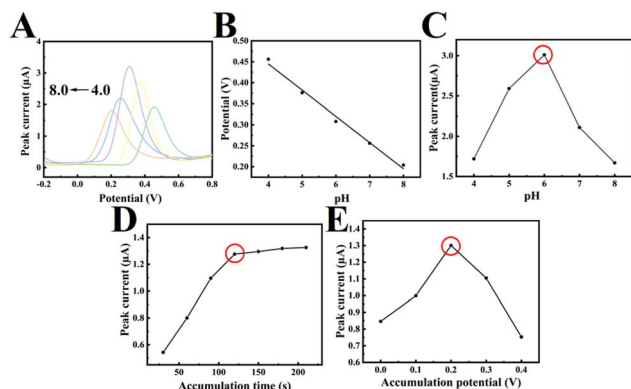 A
Peak current (μA)
4
3
2
1
0
8.0 4.0
-0.2 0.0 0.2 0.4 0.6 0.8
Potential (V)
B
Potential (V)
0.50
0.45
0.40
0.35
0.30
0.25
0.20
4 5 6 7 8
pH
C
Peak current(μA)
3.0
2.5
2.0
1.5
4 5 6 7 8
pH
D
Peak current (μA)
1.4
1.2
1.0
0.8
0.6
50 100 150 200
Accumulation time (s)
E
Peak current (μA)
1.4
1.3
1.2
1.1
1.0
0.9
0.8
0.7
0.6
0.0 0.1 0.2 0.3 0.4
Accumulation potential (V)